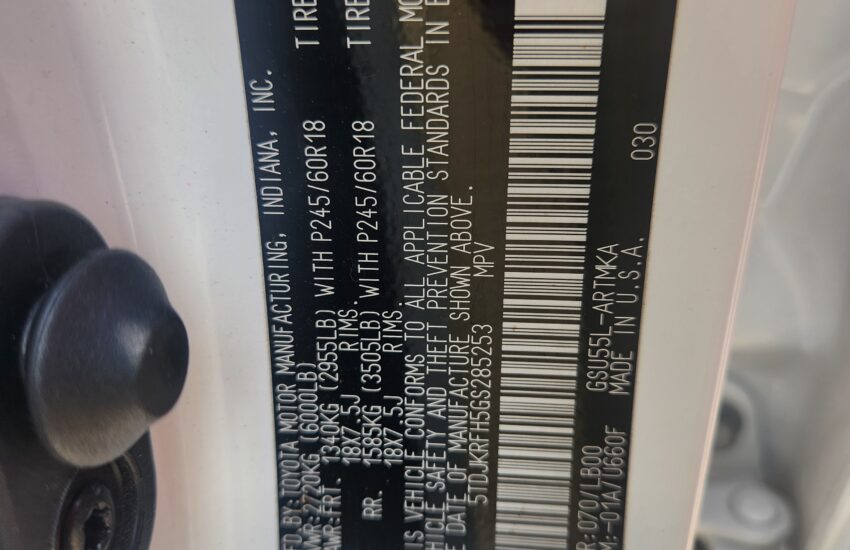 MFD BY: TOYOTA MOTOR MANUFACTURING, INDIANA, INC.
2720KG (6000LB)
FRT. 1340KG (2955LB) WITH P245/60R18 TIRE
18X7.5J RIMS.
RR. 1585KG (3505LB) WITH P245/60R18 TIRE
18X7.5J RIMS.
IS VEHICLE CONFORMS TO ALL APPLICABLE FEDERAL MO
HICLE SAFETY AND THEFT PREVENTION STANDARDS IN E
E DATE OF MANUFACTURE SHOWN ABOVE.
5TDJKRFH5GS285253 MPV
R:070/LB00 GSU55L-ARTMKA
M:-01A/U660F MADE IN U.S.A. 030